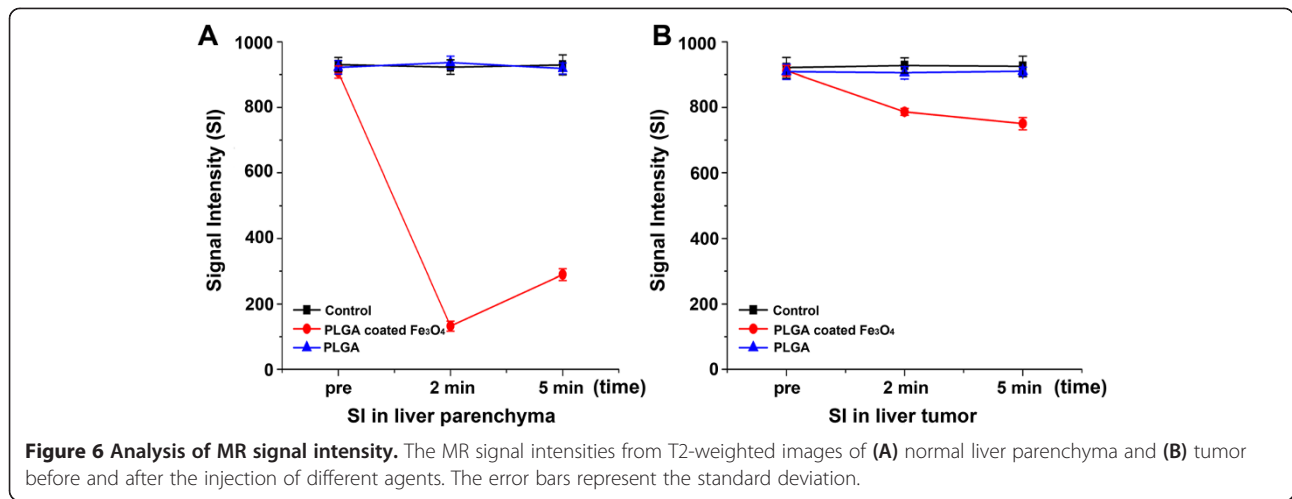 A
1000
800
600
400
200
0
Signal Intensity (SI)
Control
PLGA coated Fe₃O₄
PLGA
pre 2 min 5 min (time)
SI in liver parenchyma
B
1000
800
600
400
200
0
Signal Intensity (SI)
Control
PLGA coated Fe₃O₄
PLGA
pre 2 min 5 min (time)
SI in liver tumor
Figure 6 Analysis of MR signal intensity. The MR signal intensities from T2-weighted images of (A) normal liver parenchyma and (B) tumor
before and after the injection of different agents. The error bars represent the standard deviation.